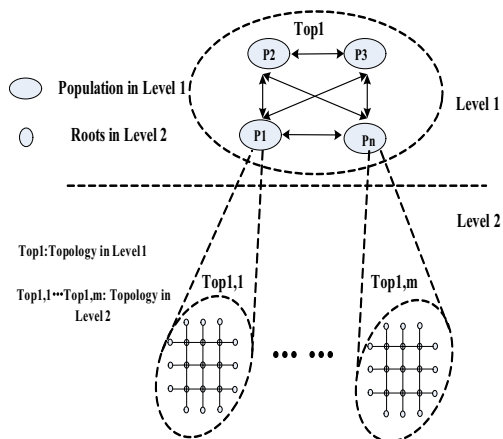 Top1
P2
P3
Population in Level 1
Level 1
Roots in Level 2
P1
Pn
Level 2
Top1:Topology in Level1
Top1,1
Top1,m
Top1,1•••Top1,m: Topology in
Level 2